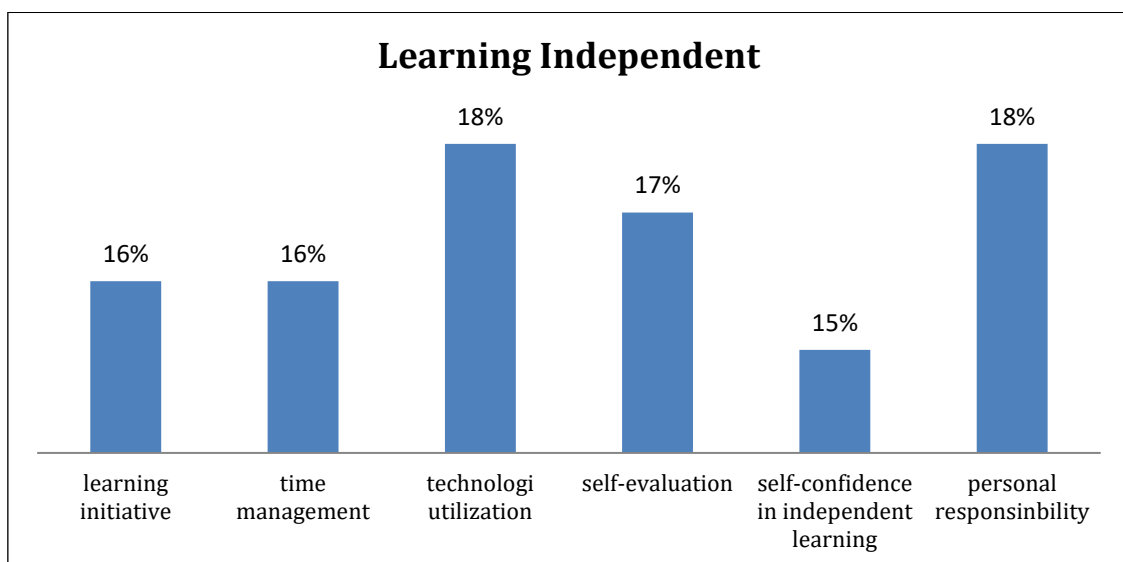 Learning Independent
18%
18%
17%
16%
16%
15%
learning
initiative
time
management
technologi
utilization
self-evaluation
self-confidence
in independent
learning
personal
responsinbility